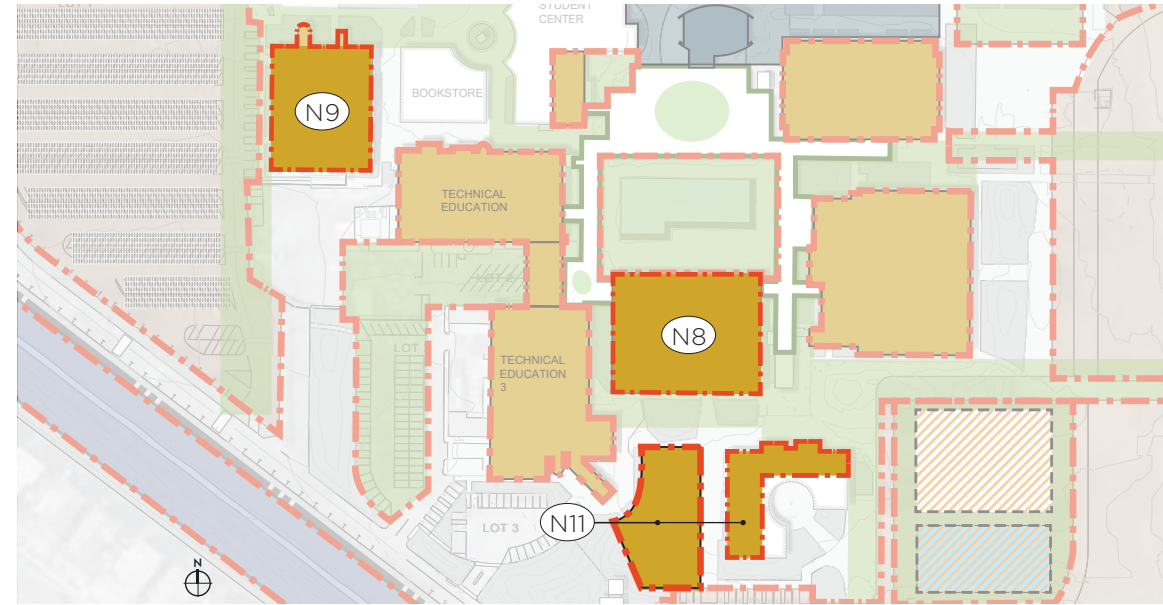 STUDENT
CENTER
N9
BOOKSTORE
TECHNICAL
EDUCATION
N8
LOT
TECHNICAL
EDUCATION
3
N11
LOT 3
N